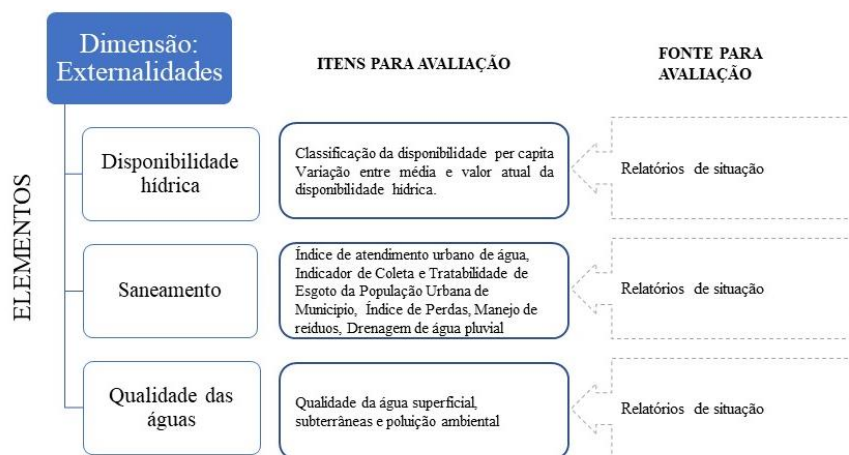 Dimensão:
Externalidades
ITENS PARA AVALIAÇÃO
FONTE PARA
AVALIAÇÃO
ELEMENTOS
Disponibilidade
hídrica
Classificação da disponibilidade per capita
Variação entre média e valor atual da
disponibilidade hídrica.
Relatórios de situação
Saneamento
Índice de atendimento urbano de água,
Indicador de Coleta e Tratabilidade de
Esgoto da População Urbana de
Municipio, Índice de Perdas, Manejo de
reíduos, Drenagem de água pluvial
Relatórios de situação
Qualidade das
águas
Qualidade da água superficial,
subterrâneas e poluição ambiental
Relatórios de situação